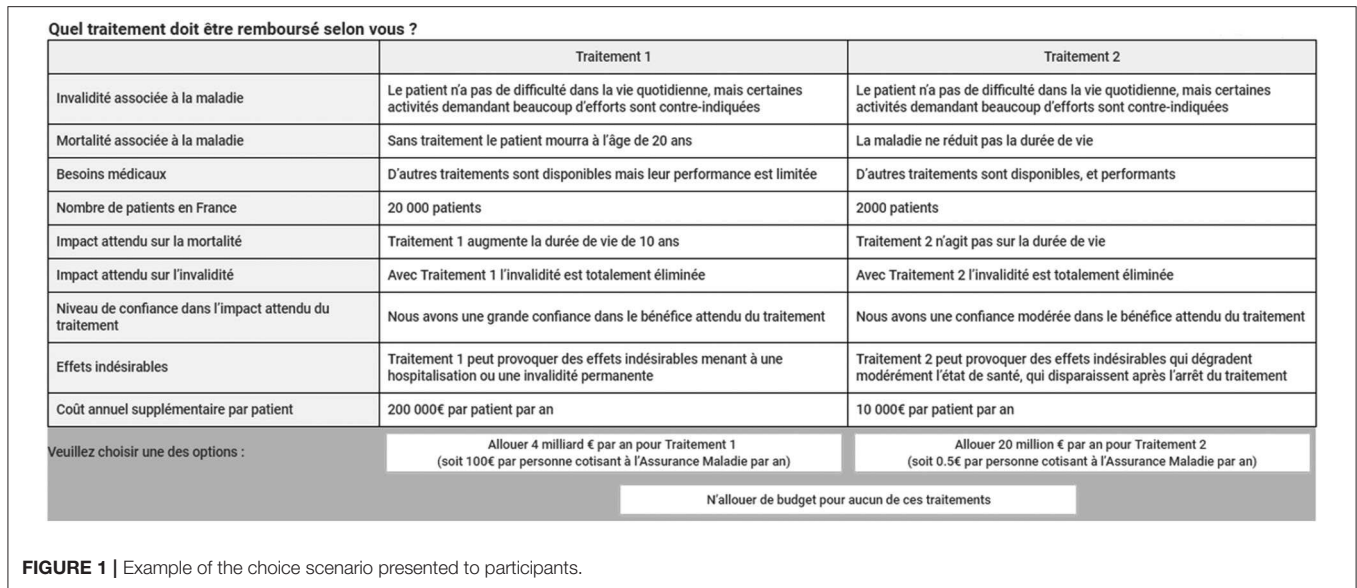 Quel traitement doit être remboursé selon vous ?
Traitement 1
Traitement 2
Invalidité associée à la maladie
Le patient n'a pas de difficulté dans la vie quotidienne, mais certaines
activités demandant beaucoup d'efforts sont contre-indiquées
Le patient n'a pas de difficulté dans la vie quotidienne, mais certaines
activités demandant beaucoup d'efforts sont contre-indiquées
Mortalité associée à la maladie
Sans traitement le patient mourra à l'âge de 20 ans
La maladie ne réduit pas la durée de vie
Besoins médicaux
D'autres traitements sont disponibles mais leur performance est limitée
D'autres traitements sont disponibles, et performants
Nombre de patients en France
20 000 patients
2000 patients
Impact attendu sur la mortalité
Traitement 1 augmente la durée de vie de 10 ans
Traitement 2 n'agit pas sur la durée de vie
Impact attendu sur l'invalidité
Avec Traitement 1 l'invalidité est totalement éliminée
Avec Traitement 2 l'invalidité est totalement éliminée
Niveau de confiance dans l'impact attendu du
traitement
Nous avons une grande confiance dans le bénéfice attendu du traitement
Nous avons une confiance modérée dans le bénéfice attendu du traitement
Effets indésirables
Traitement 1 peut provoquer des effets indésirables menant à une
hospitalisation ou une invalidité permanente
Traitement 2 peut provoquer des effets indésirables qui dégradent
modérément l'état de santé, qui disparaissent après l'arrêt du traitement
Coût annuel supplémentaire par patient
200 000€ par patient par an
10 000€ par patient par an
Veuillez choisir une des options :
Allouer 4 milliard € par an pour Traitement 1
(soit 100€ par personne cotisant à l'Assurance Maladie par an)
Allouer 20 million € par an pour Traitement 2
(soit 0.5€ par personne cotisant à l'Assurance Maladie par an)
N'allouer de budget pour aucun de ces traitements
FIGURE 1 | Example of the choice scenario presented to participants.